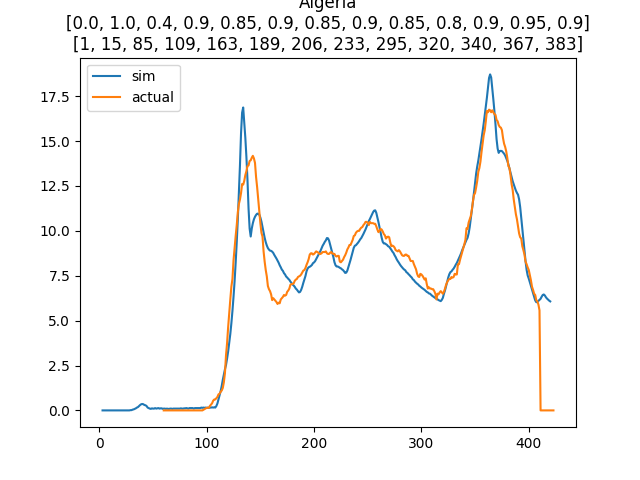 Algeria
[0.0, 1.0, 0.4, 0.9, 0.85, 0.9, 0.85, 0.9, 0.85, 0.8, 0.9, 0.95, 0.9]
[1, 15, 85, 109, 163, 189, 206, 233, 295, 320, 340, 367, 383]
sim
actual
17.5
15.0
12.5
10.0
7.5
5.0
2.5
0.0
0 100 200 300 400